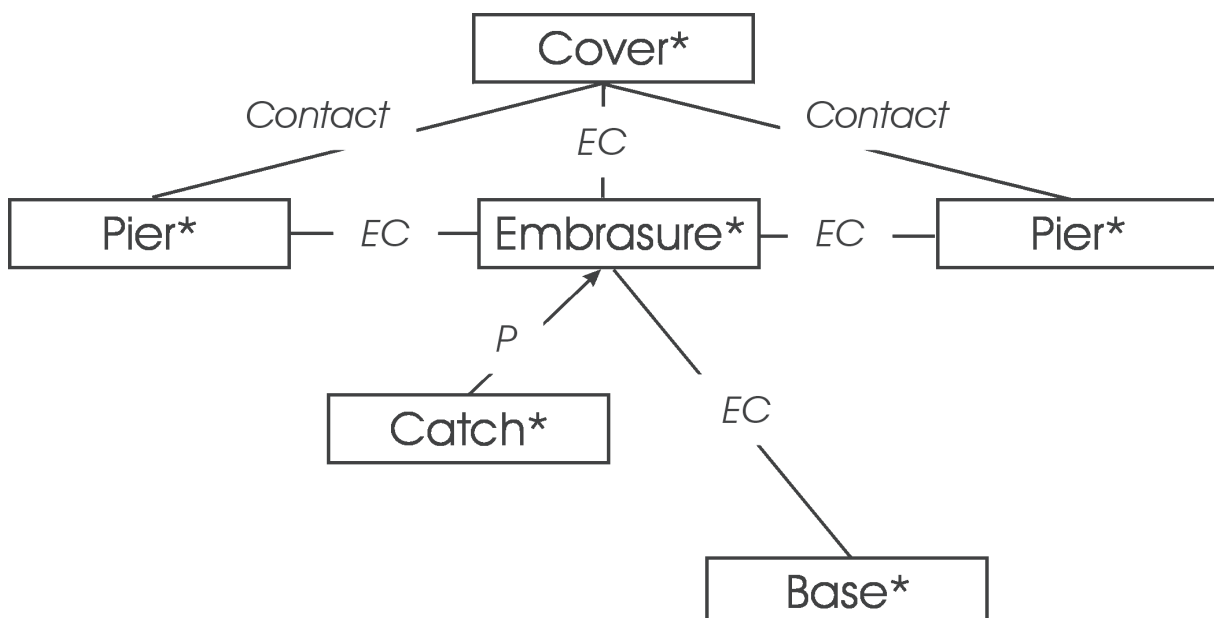 Cover*
Contact
Contact
EC
Pier*
EC
Embrasure*
EC
Pier*
P
Catch*
EC
Base*